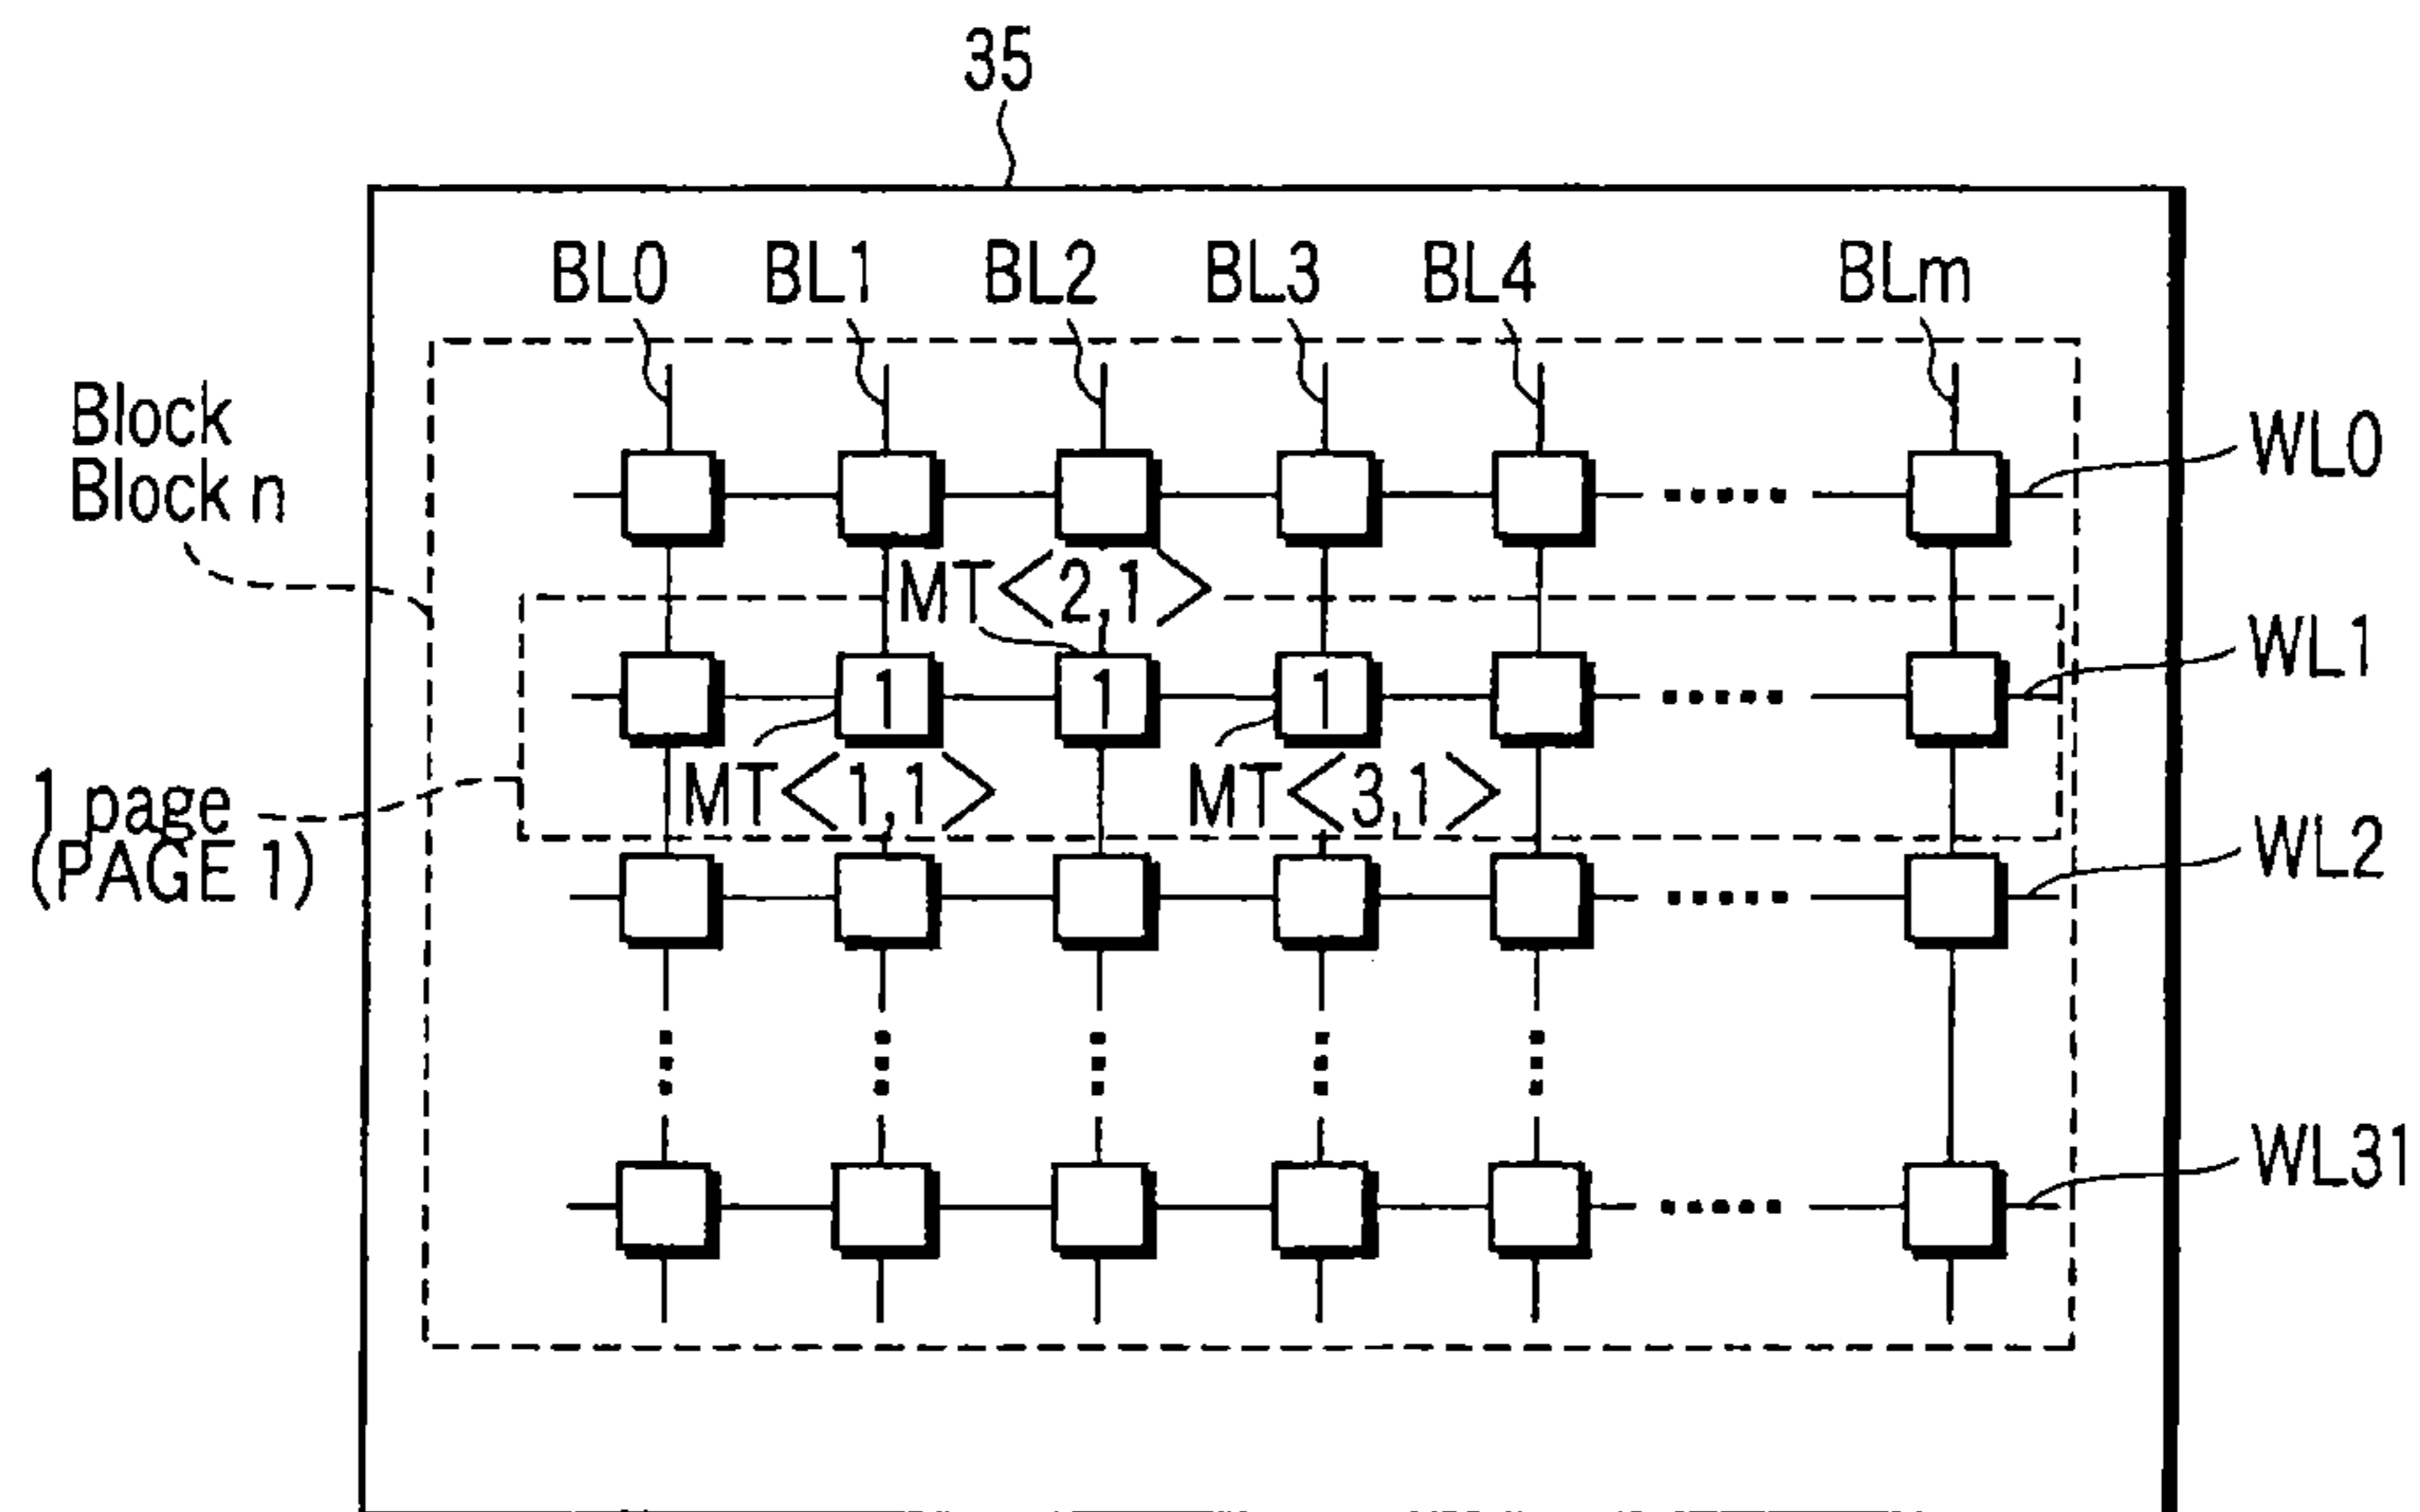 35
BL0 BL1 BL2 BL3 BL4 BLm
Block
Block n
WL0
MT<2,1>
WL1
1 1 1
MT<1,1> MT<3,1>
1 page
(PAGE 1)
WL2
WL31